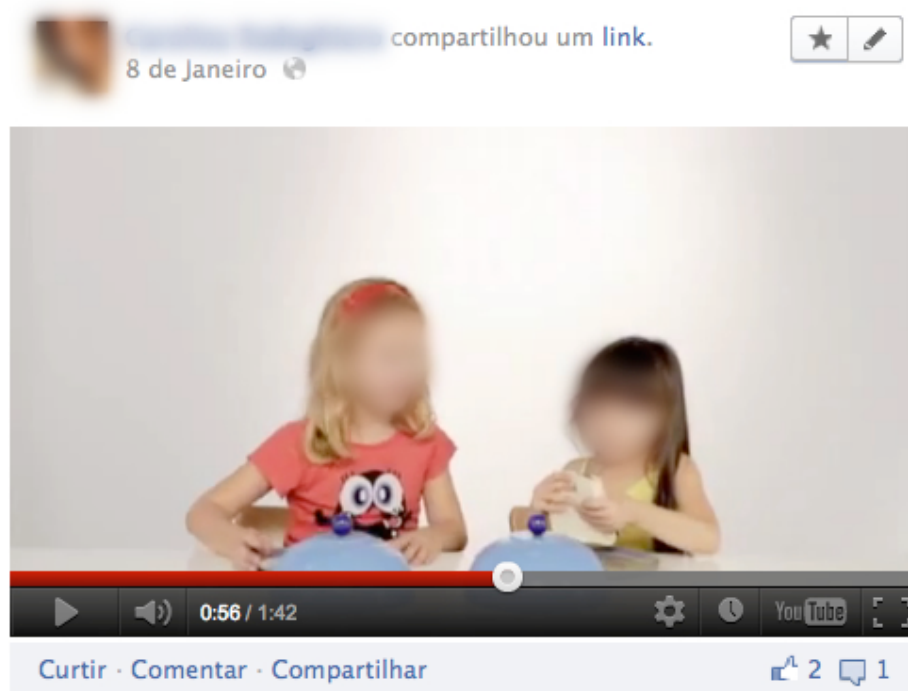 compartilhou um link.
8 de Janeiro
0:56 / 1:42
YouTube
Curtir · Comentar · Compartilhar
2 1